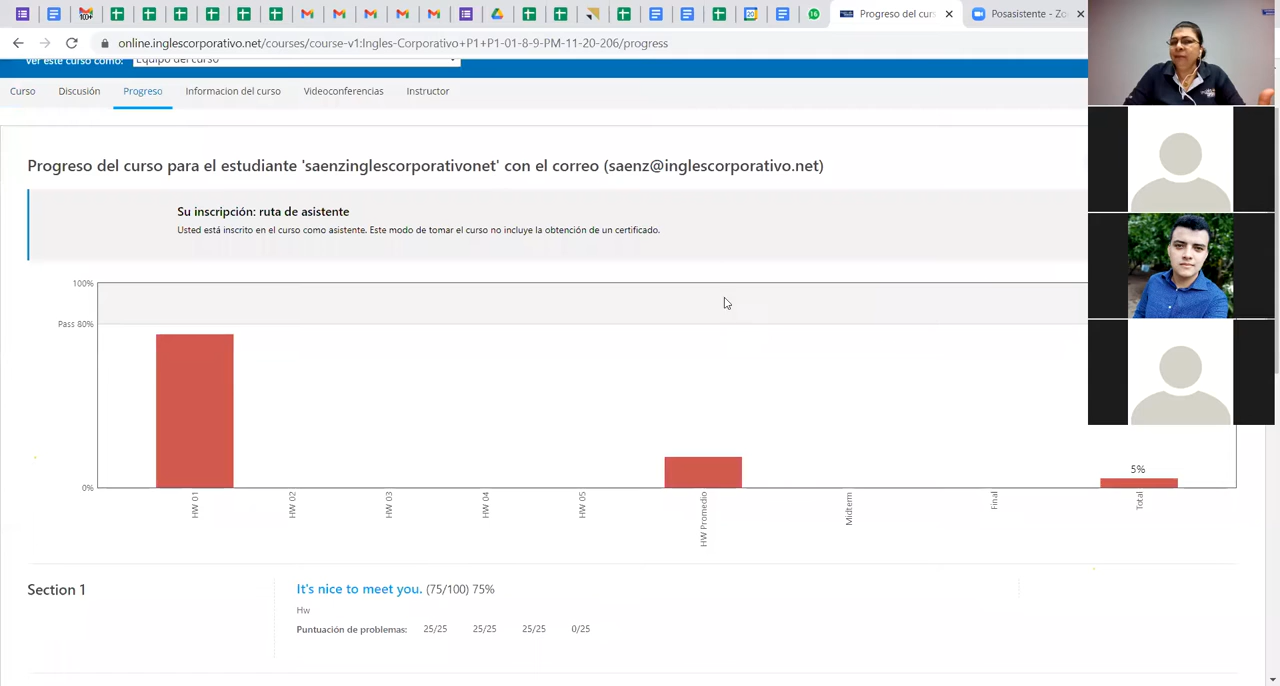 Progreso del curs
Posasistente - Zo
online.inglescorporativo.net/courses/course-v1:Ingles-Corporativo+P1+P1-01-8-9-PM-11-20-206/progress
Ver este curso como: Equipo del curso
Curso Discusión Progreso Informacion del curso Videoconferencias Instructor
Progreso del curso para el estudiante 'saenzinglescorporativonet' con el correo (saenz@inglescorporativo.net)
Su inscripción: ruta de asistente
Usted está inscrito en el curso como asistente. Este modo de tomar el curso no incluye la obtención de un certificado.
100%
Pass 80%
0%
5%
HW 01
HW 02
HW 03
HW 04
HW 05
HW Promedio
Midterm
Final
Total
Section 1
It's nice to meet you. (75/100) 75%
Hw
Puntuación de problemas: 25/25 25/25 25/25 0/25